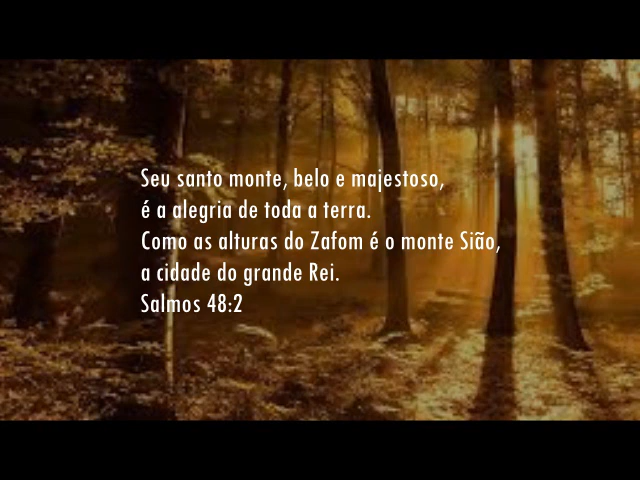 Seu santo monte, belo e majestoso,
é a alegria de toda a terra.
Como as alturas do Zafom é o monte Sião,
a cidade do grande Rei.
Salmos 48:2